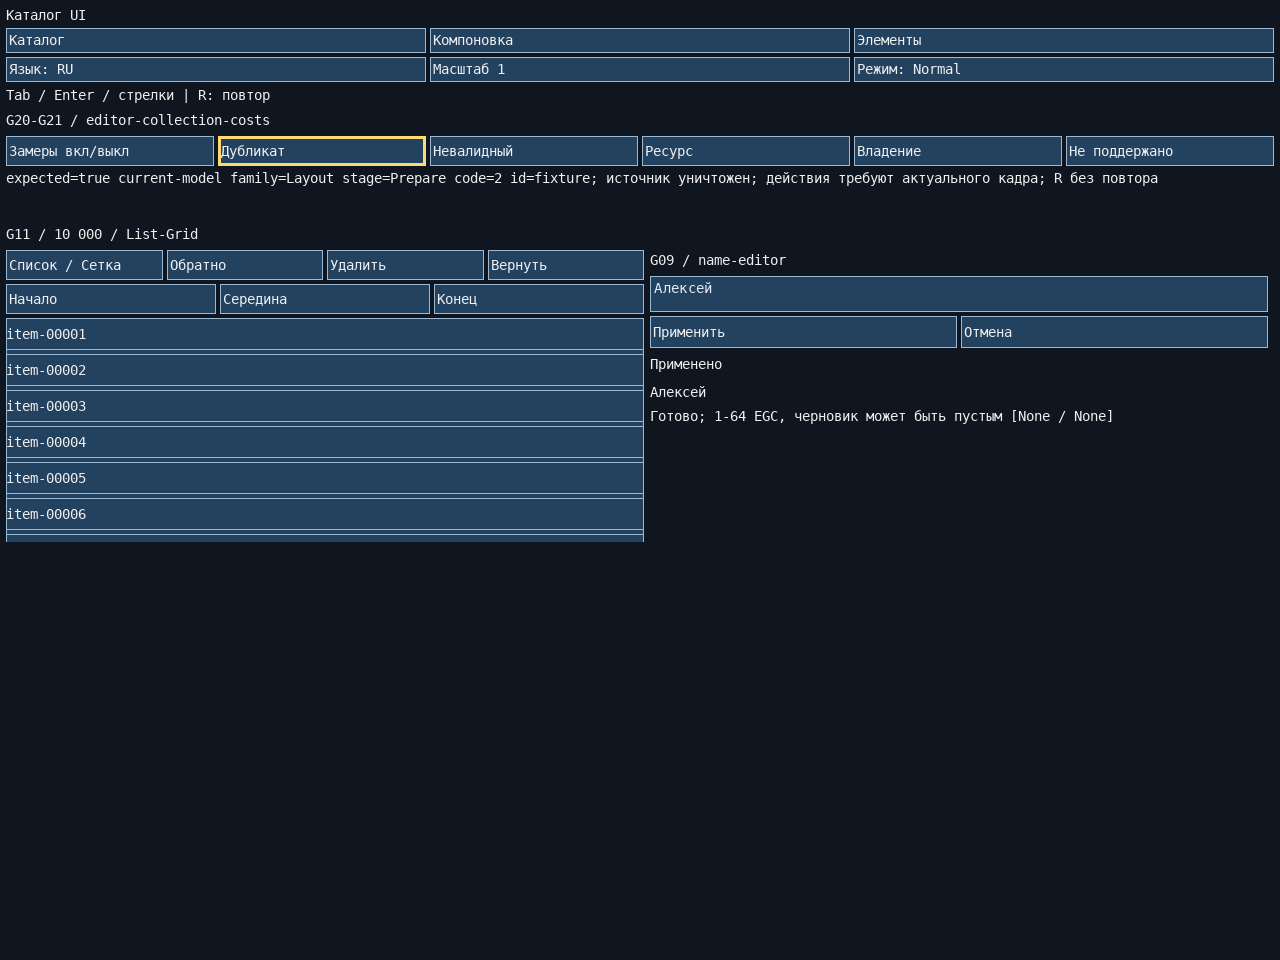 Каталог UI
Каталог Компоновка Элементы
Язык: RU Масштаб 1 Режим: Normal
Tab / Enter / стрелки | R: повтор
G20-G21 / editor-collection-costs
Замеры вкл/выкл Дубликат Невалидный Ресурс Владение Не поддержано
expected=true current-model family=Layout stage=Prepare code=2 id=fixture; источник уничтожен; действия требуют актуального кадра; R без повтора
G11 / 10 000 / List-Grid
Список / Сетка Обратно Удалить Вернуть
Начало Середина Конец
item-00001
item-00002
item-00003
item-00004
item-00005
item-00006
G09 / name-editor
Алексей
Применить Отмена
Применено
Алексей
Готово; 1-64 EGC, черновик может быть пустым [None / None]